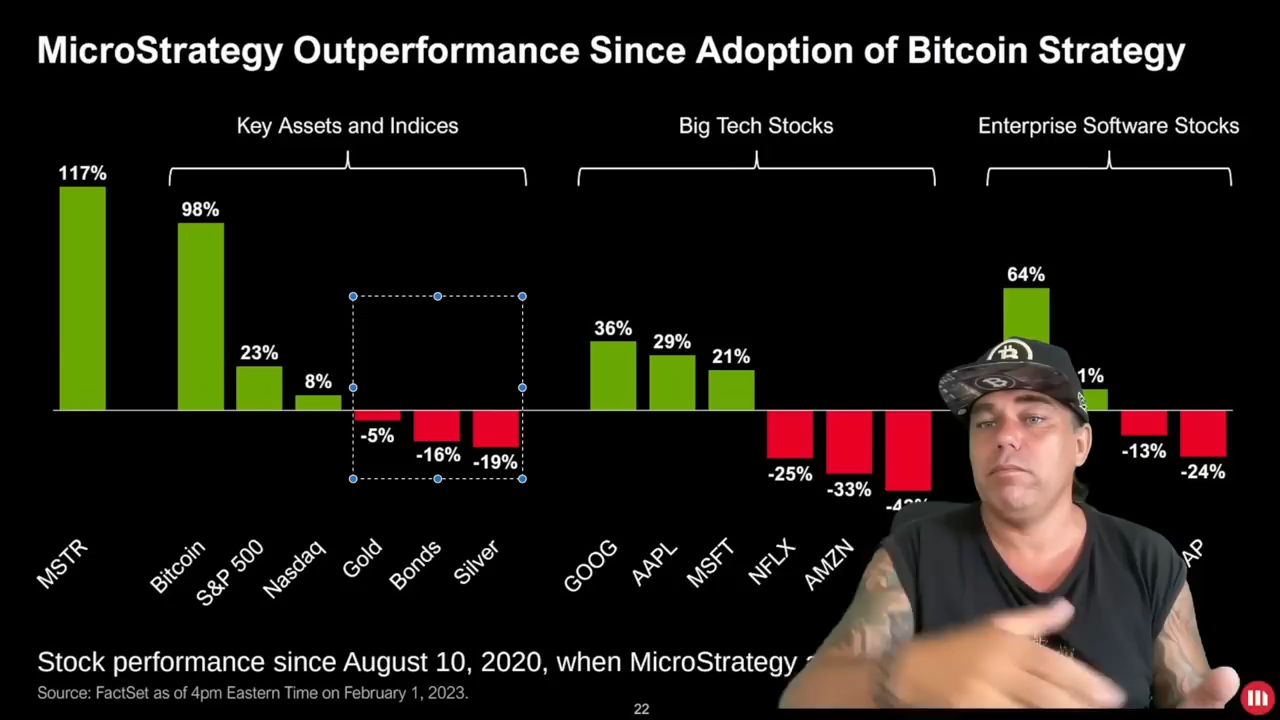 MicroStrategy Outperformance Since Adoption of Bitcoin Strategy
Key Assets and Indices
Big Tech Stocks
Enterprise Software Stocks
117%
98%
23%
8%
-5%
-16%
-19%
36%
29%
21%
-25%
-33%
64%
-13%
-24%
MSTR
Bitcoin
S&P 500
Nasdaq
Gold
Bonds
Silver
GOOG
AAPL
MSFT
NFLX
AMZN
Stock performance since August 10, 2020, when MicroStrategy
Source: FactSet as of 4pm Eastern Time on February 1, 2023.
22